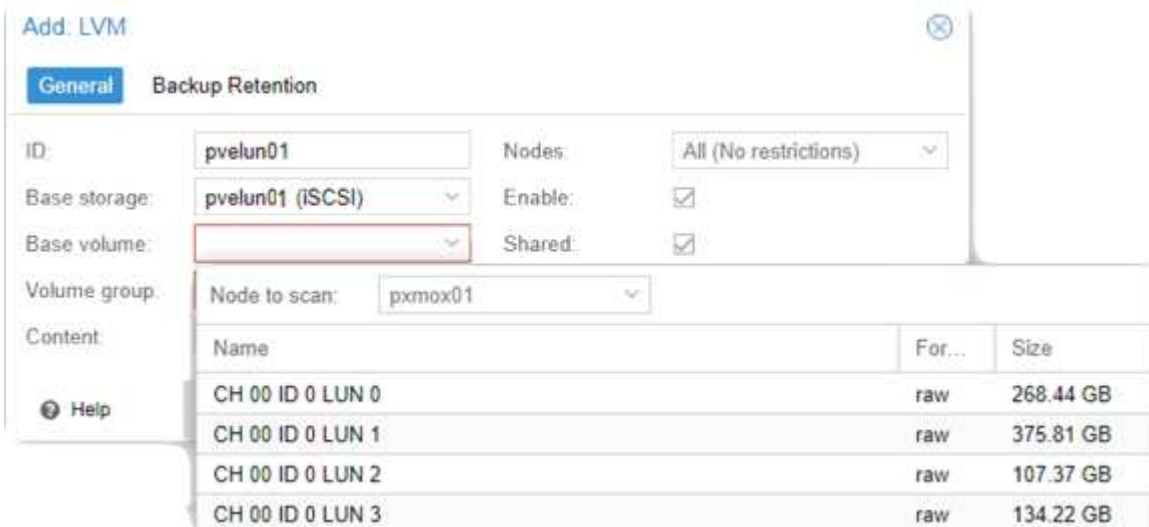 Add: LVM
General Backup Retention
ID: pvelun01 Nodes: All (No restrictions)
Base storage: pvelun01 (iSCSI) Enable:
Base volume: Shared:
Volume group: Node to scan: pxmox01
Content: Name For... Size
CH 00 ID 0 LUN 0 raw 268.44 GB
Help
CH 00 ID 0 LUN 1 raw 375.81 GB
CH 00 ID 0 LUN 2 raw 107.37 GB
CH 00 ID 0 LUN 3 raw 134.22 GB